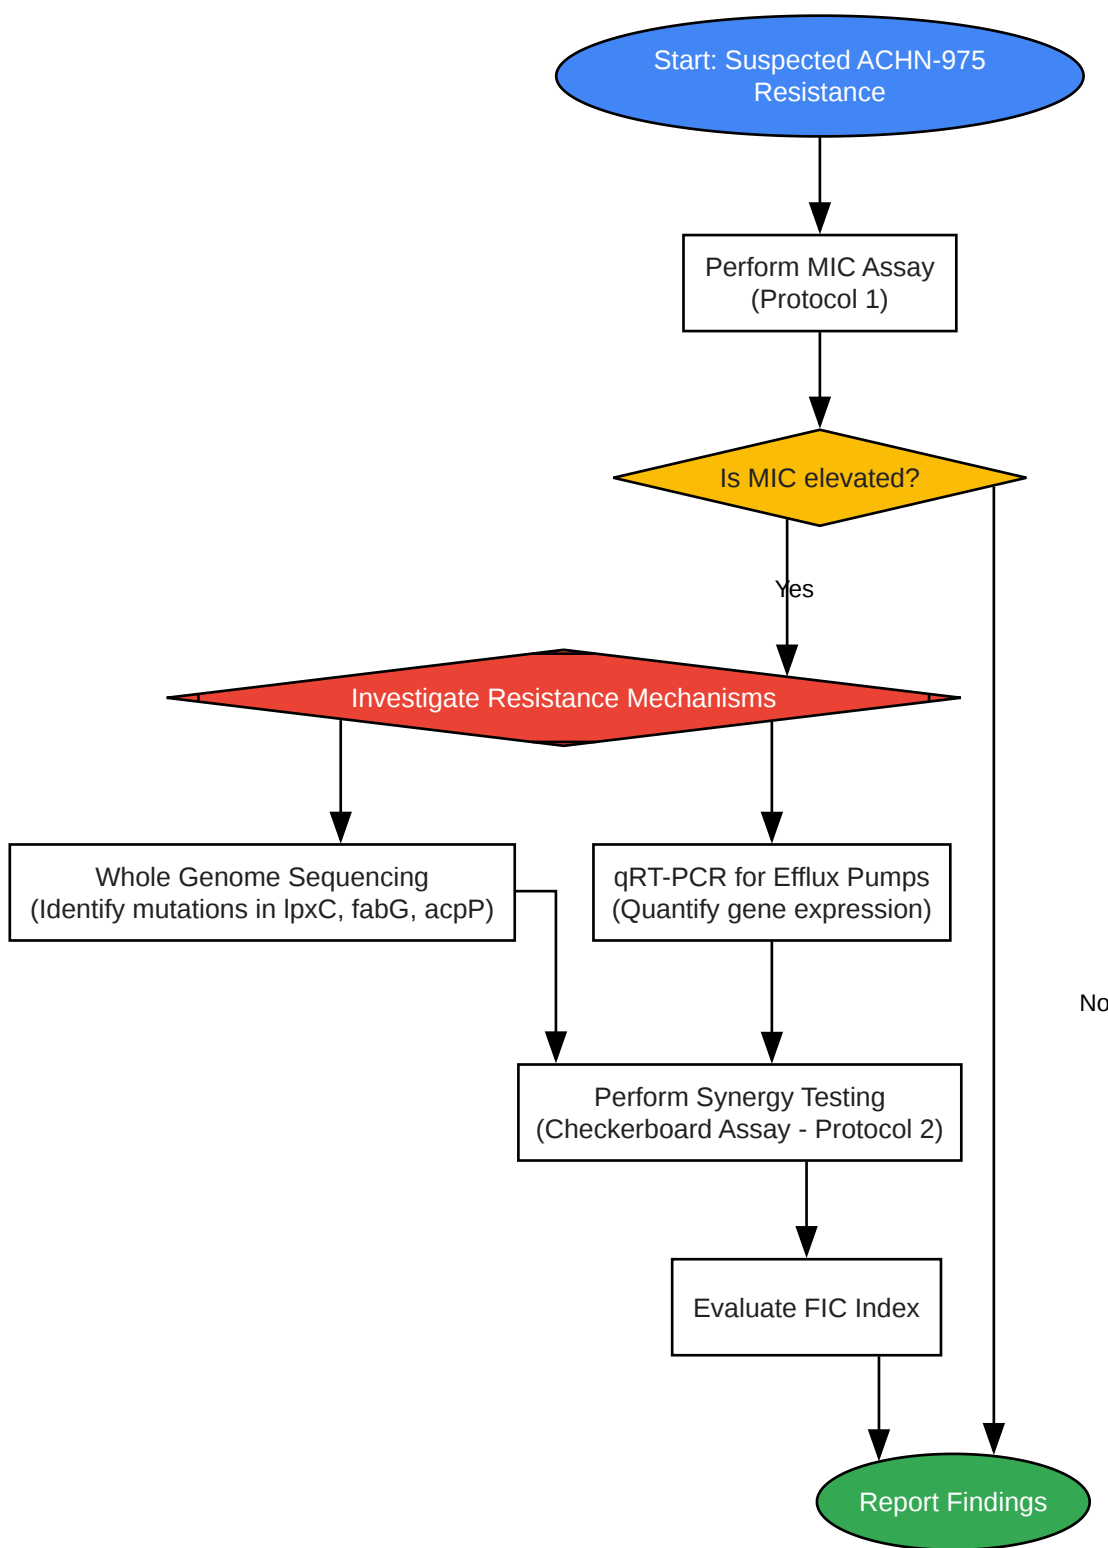 Start: Suspected ACHN-975
Resistance
Perform MIC Assay
(Protocol 1)
Is MIC elevated?
Yes
Investigate Resistance Mechanisms
Whole Genome Sequencing
(Identify mutations in lpxC, fabG, acpP)
qRT-PCR for Efflux Pumps
(Quantify gene expression)
No
Perform Synergy Testing
(Checkerboard Assay - Protocol 2)
Evaluate FIC Index
Report Findings